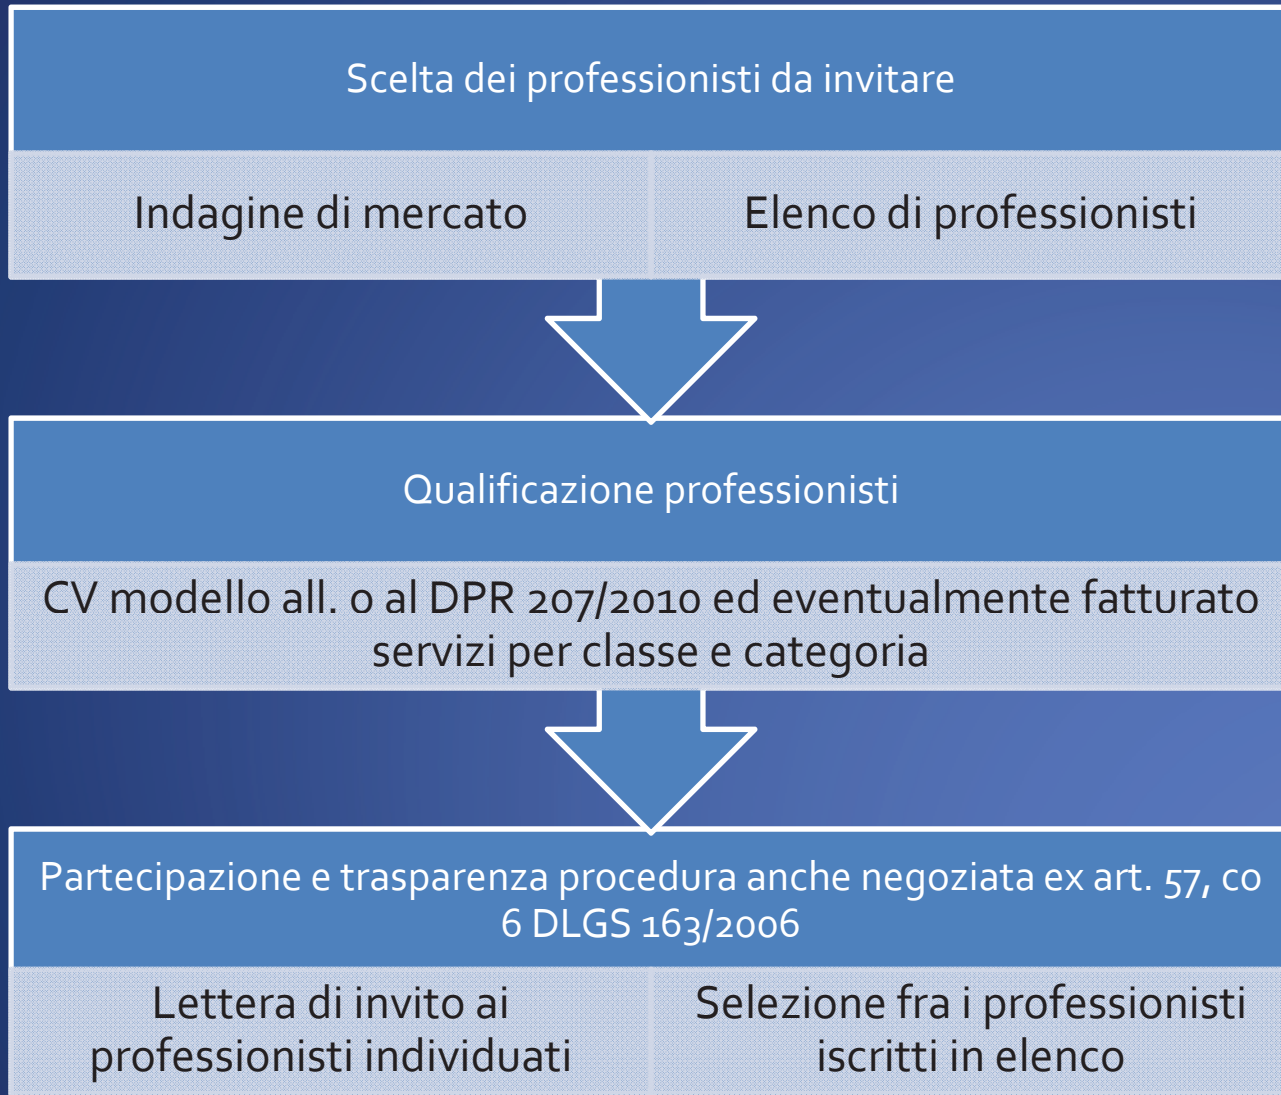 Scelta dei professionisti da invitare
Indagine di mercato
Elenco di professionisti
Qualificazione professionisti
CV modello all. o al DPR 207/2010 ed eventualmente fatturato
servizi per classe e categoria
Partecipazione e trasparenza procedura anche negoziata ex art. 57, co
6 DLGS 163/2006
Lettera di invito ai
professionisti individuati
Selezione fra i professionisti
iscritti in elenco